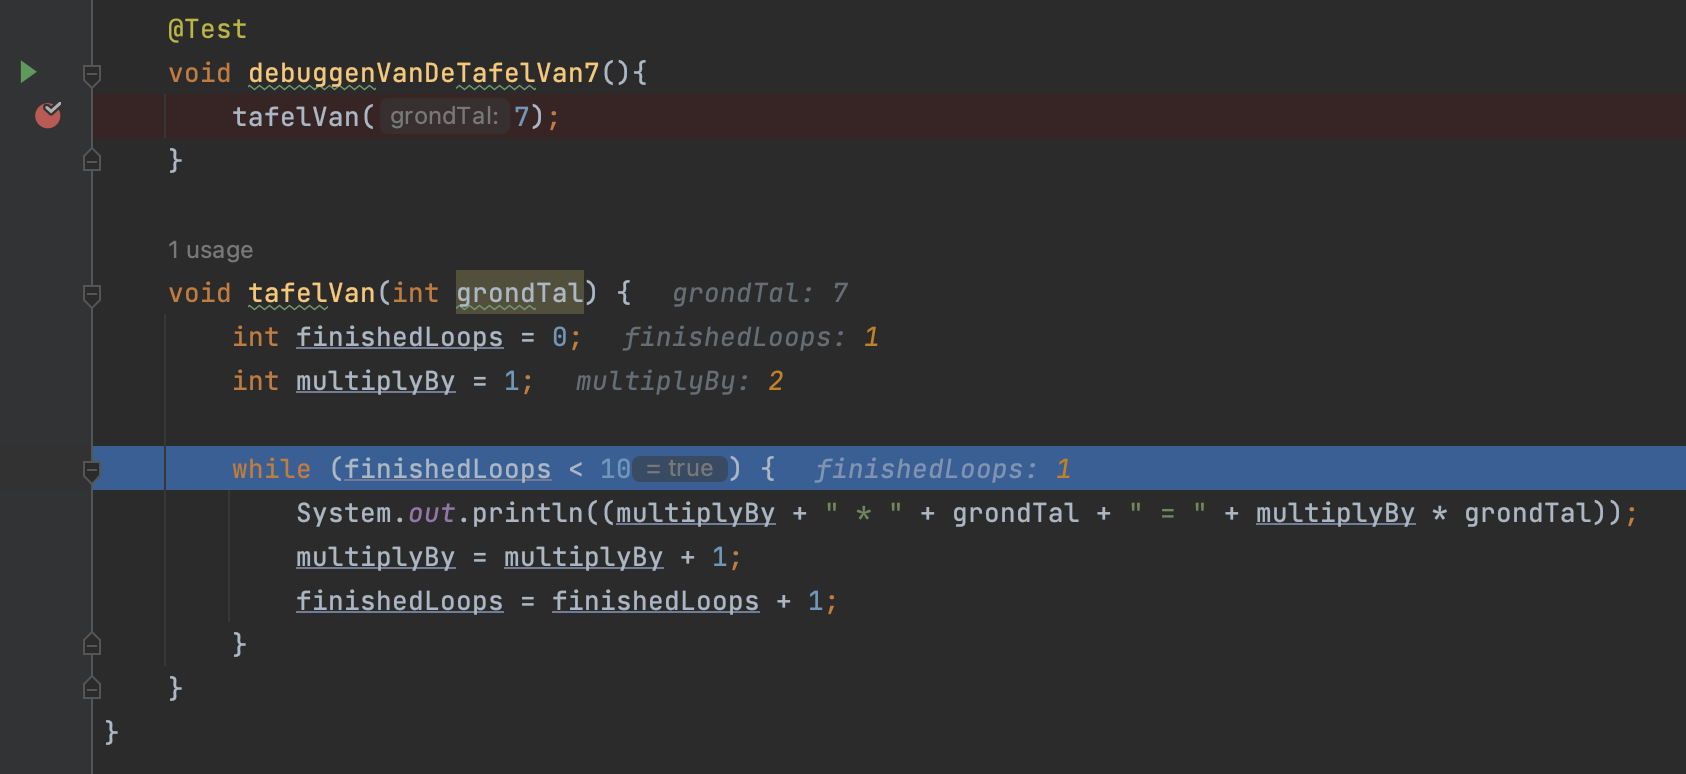 @Test
void debuggenVanDeTafelVan7(){
tafelVan( grondTal: 7);
}
1 usage
void tafelVan(int grondTal) { grondTal: 7
int finishedLoops = 0; finishedLoops: 1
int multiplyBy = 1; multiplyBy: 2
while (finishedLoops < 10 = true ) { finishedLoops: 1
System.out.println((multiplyBy + " * " + grondTal + " = " + multiplyBy * grondTal));
multiplyBy = multiplyBy + 1;
finishedLoops = finishedLoops + 1;
}
}
}